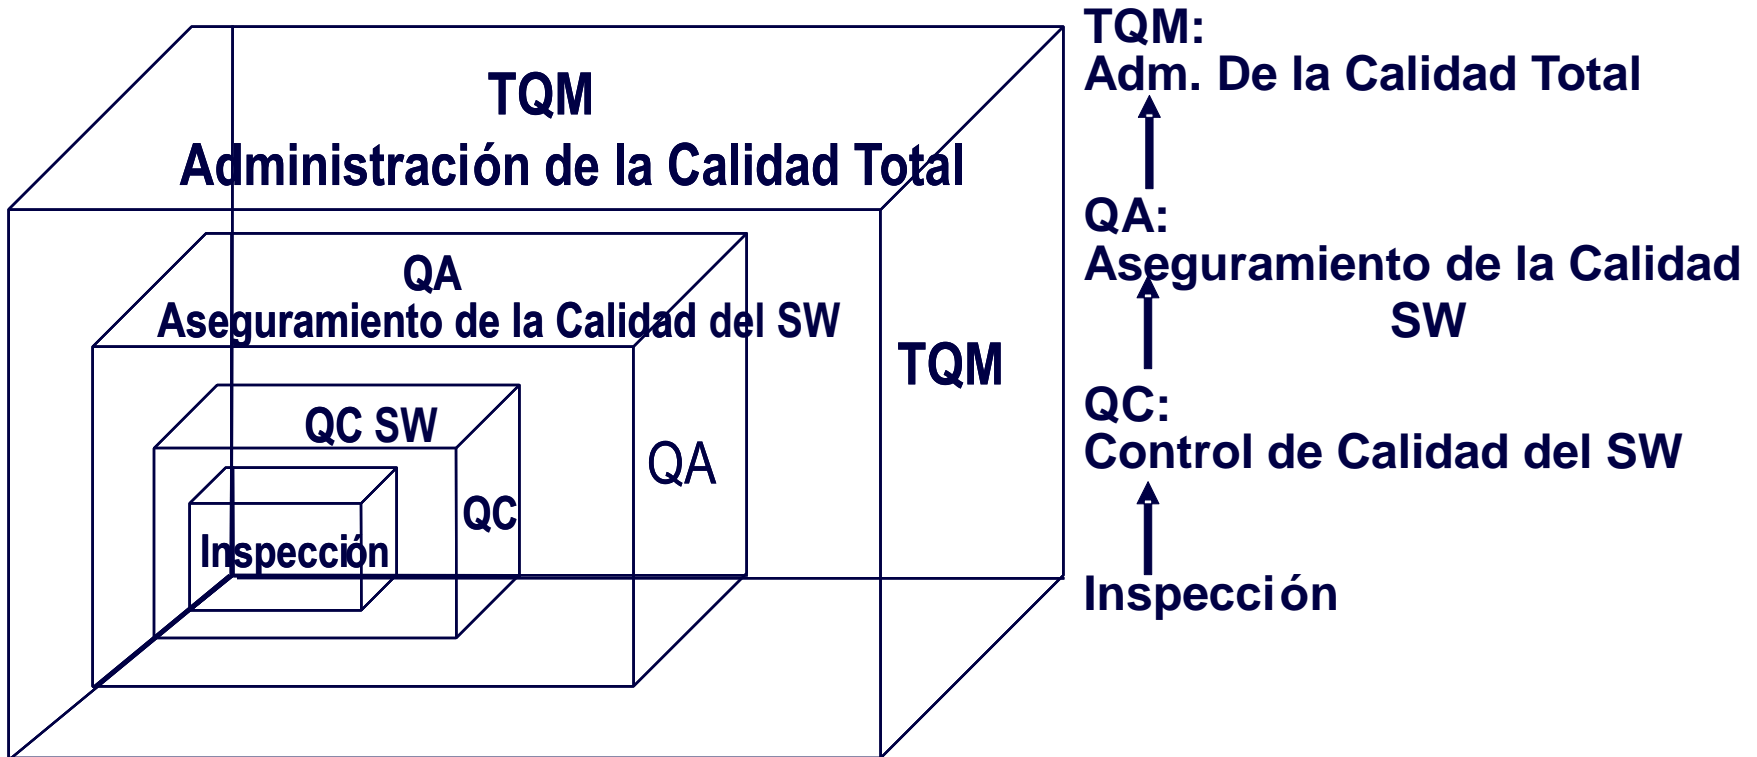 TQM
Administración de la Calidad Total
QA
Aseguramiento de la Calidad del SW
TQM
QC SW
QA
QC
Inspección
TQM:
Adm. De la Calidad Total
QA:
Aseguramiento de la Calidad
SW
QC:
Control de Calidad del SW
Inspección